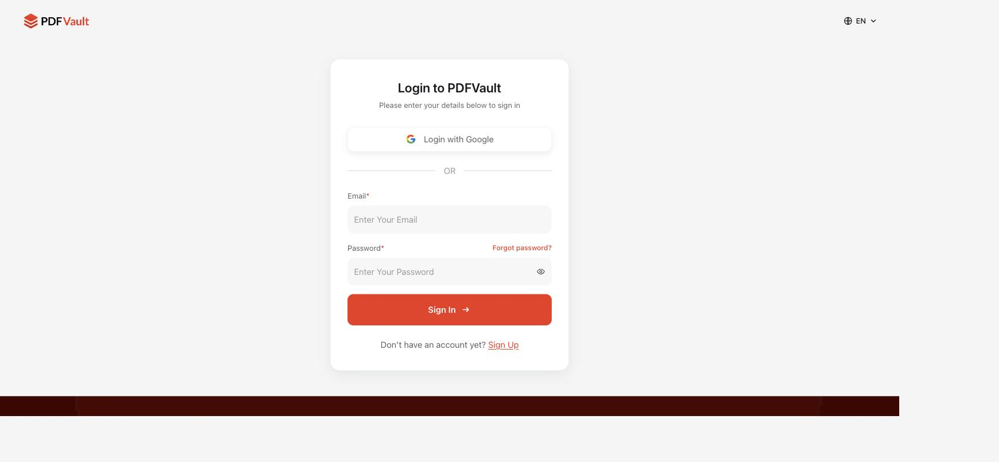 PDFVault
EN
Login to PDFVault
Please enter your details below to sign in
Login with Google
OR
Email*
Enter Your Email
Password*
Forgot password?
Enter Your Password
Sign In →
Don’t have an account yet? Sign Up